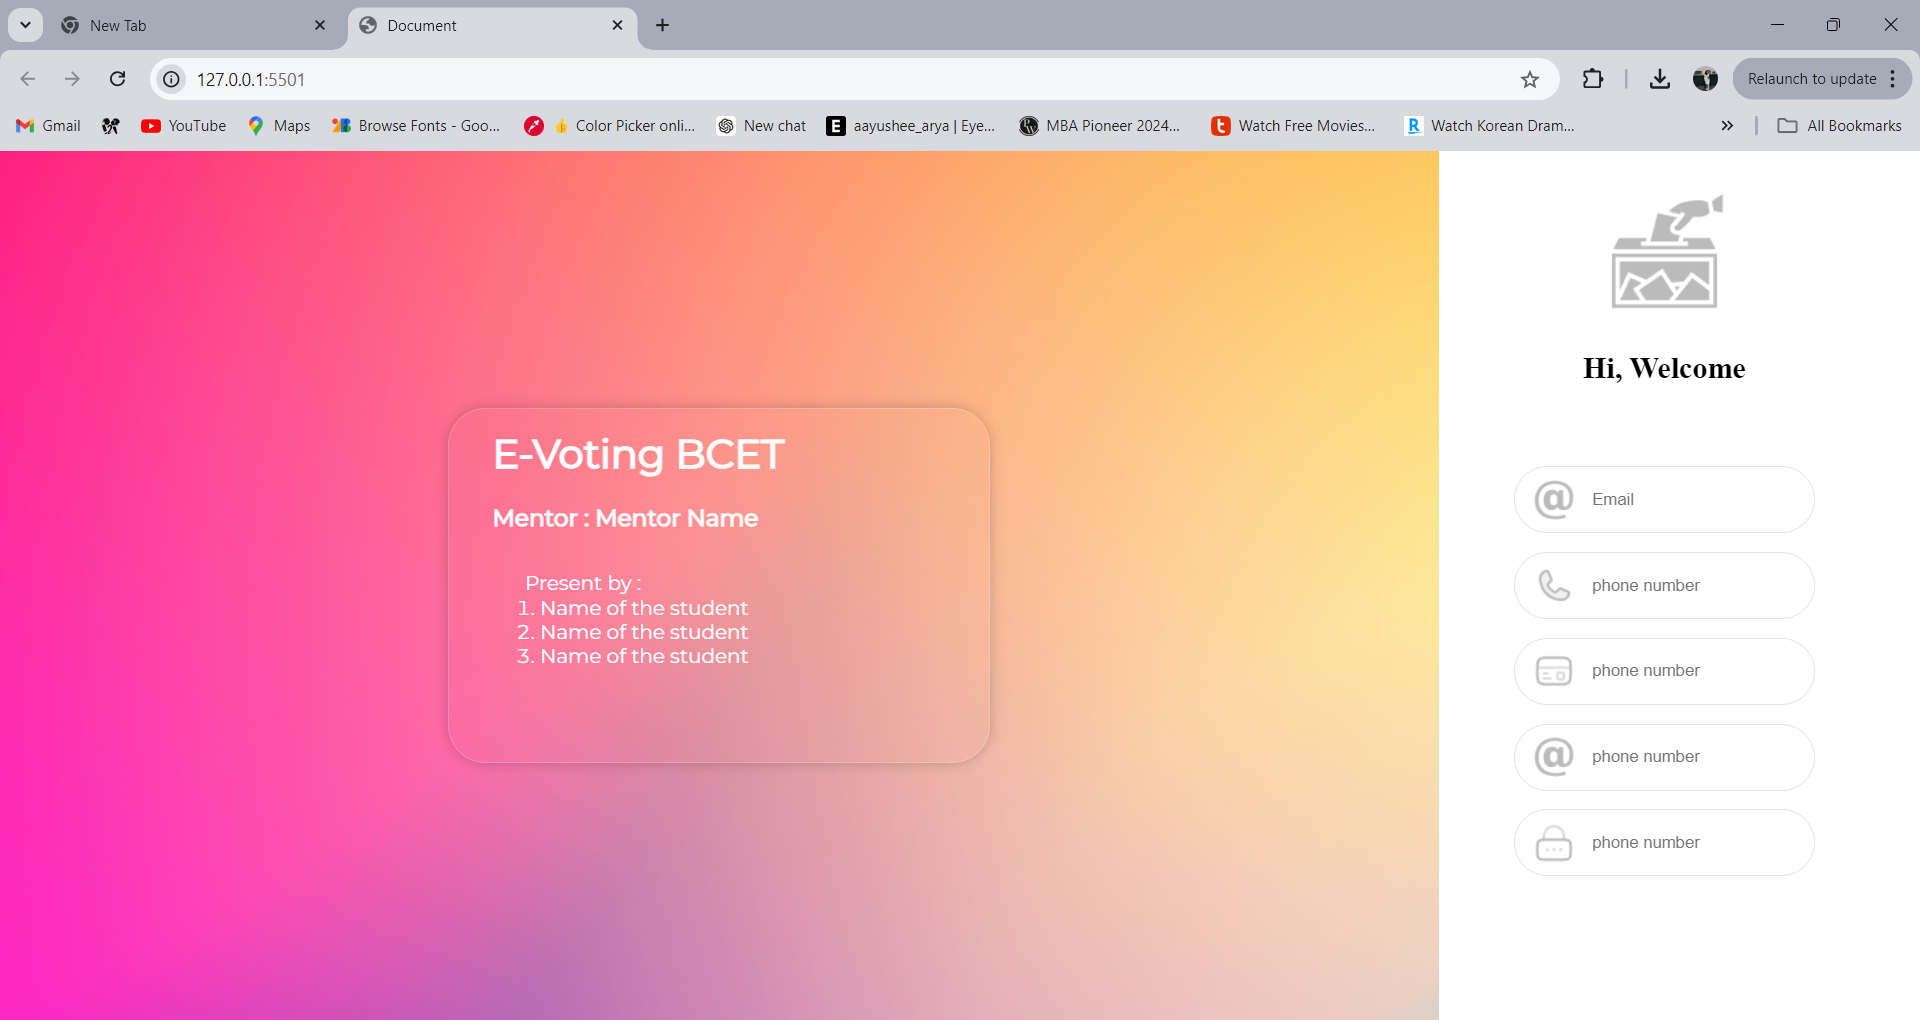 New Tab
Document
127.0.0.1:5501
Relaunch to update
Gmail
YouTube
Maps
Browse Fonts - Goo...
Color Picker onli...
New chat
E
aayushee_arya | Eye...
MBA Pioneer 2024...
t
Watch Free Movies...
R
Watch Korean Dram...
All Bookmarks
E-Voting BCET
Mentor : Mentor Name
Present by :
1. Name of the student
2. Name of the student
3. Name of the student
Hi, Welcome
@ Email
phone number
phone number
@ phone number
phone number